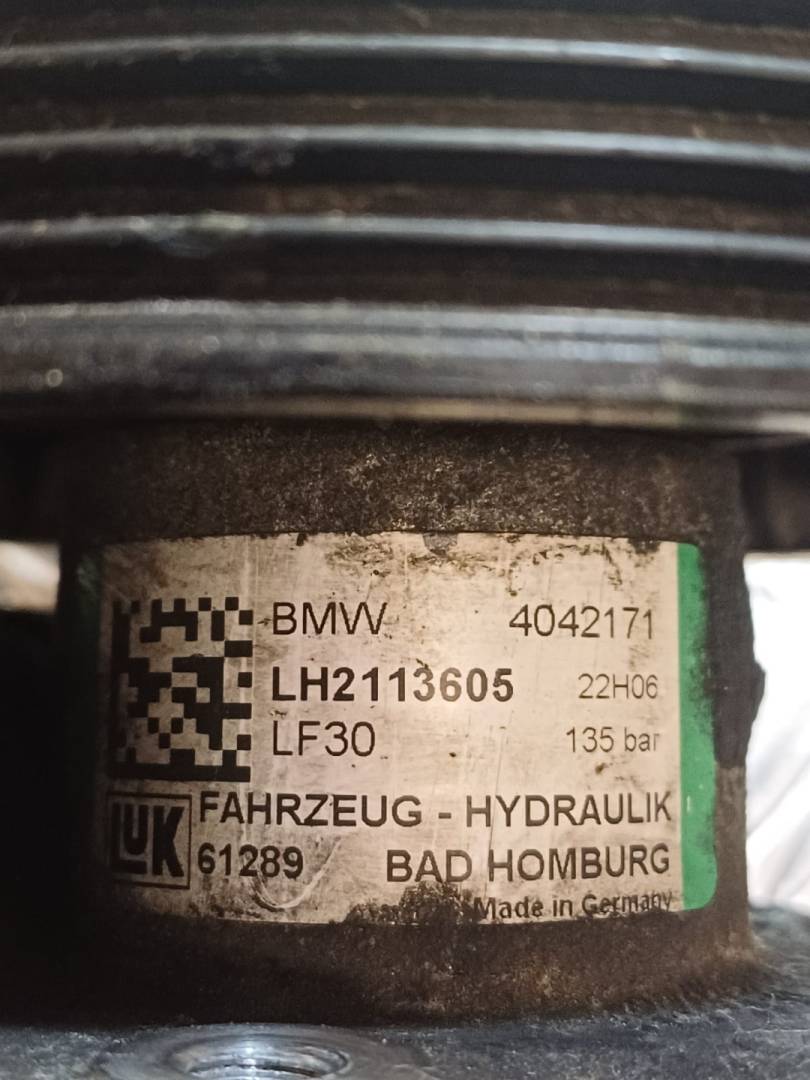 BMW 4042171
LH2113605 22H06
LF30 135 bar
LUK FAHRZEUG - HYDRAULIK
61289 BAD HOMBURG
Made in Germany